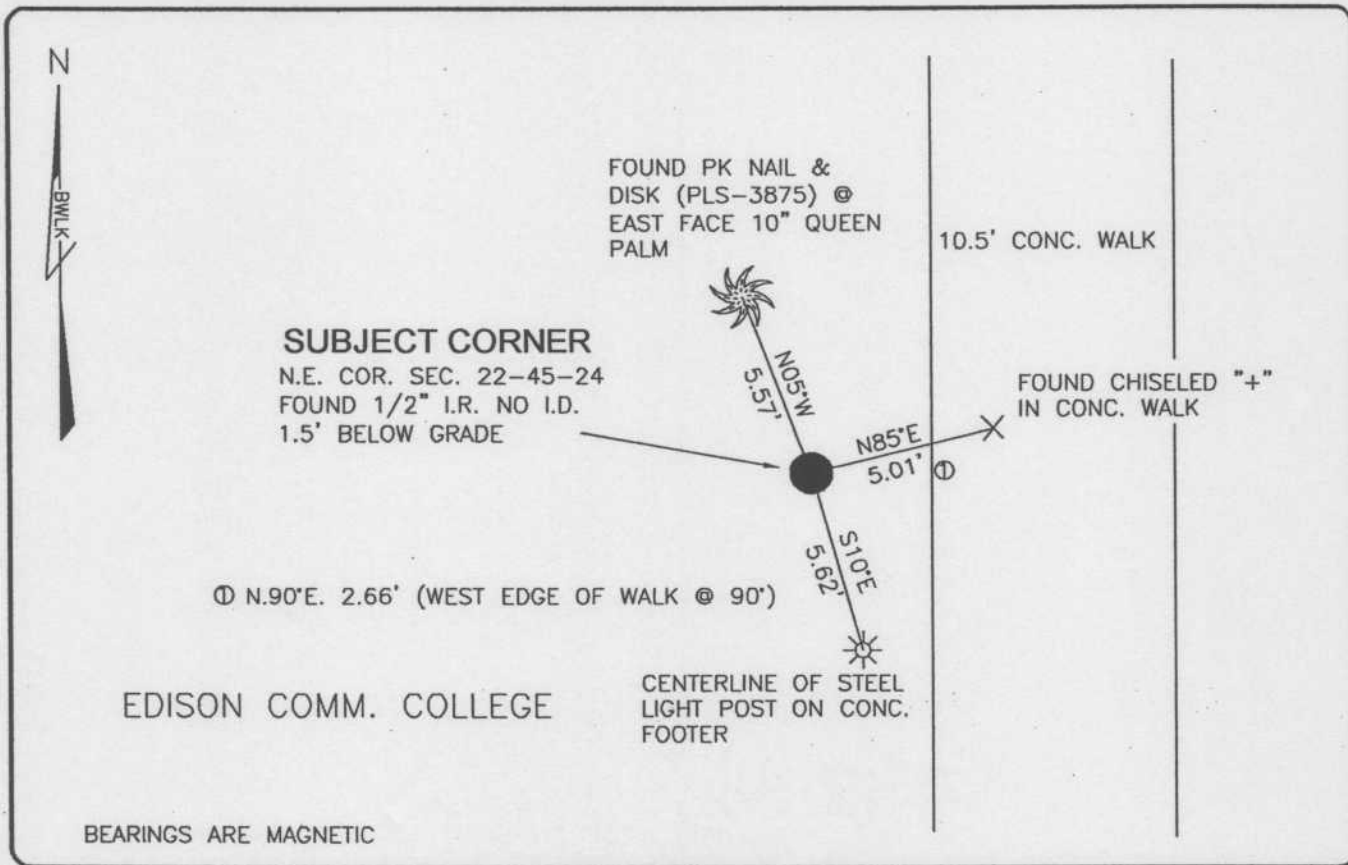 N
BWLK
FOUND PK NAIL &
DISK (PLS-3875) @
EAST FACE 10" QUEEN
PALM
10.5' CONC. WALK
SUBJECT CORNER
N.E. COR. SEC. 22-45-24
FOUND 1/2" I.R. NO I.D.
1.5' BELOW GRADE
N05°W
5.57'
FOUND CHISELED "+"
IN CONC. WALK
N85°E
5.01' ①
S10°E
5.62'
① N.90°E. 2.66' (WEST EDGE OF WALK @ 90°)
EDISON COMM. COLLEGE
CENTERLINE OF STEEL
LIGHT POST ON CONC.
FOOTER
BEARINGS ARE MAGNETIC